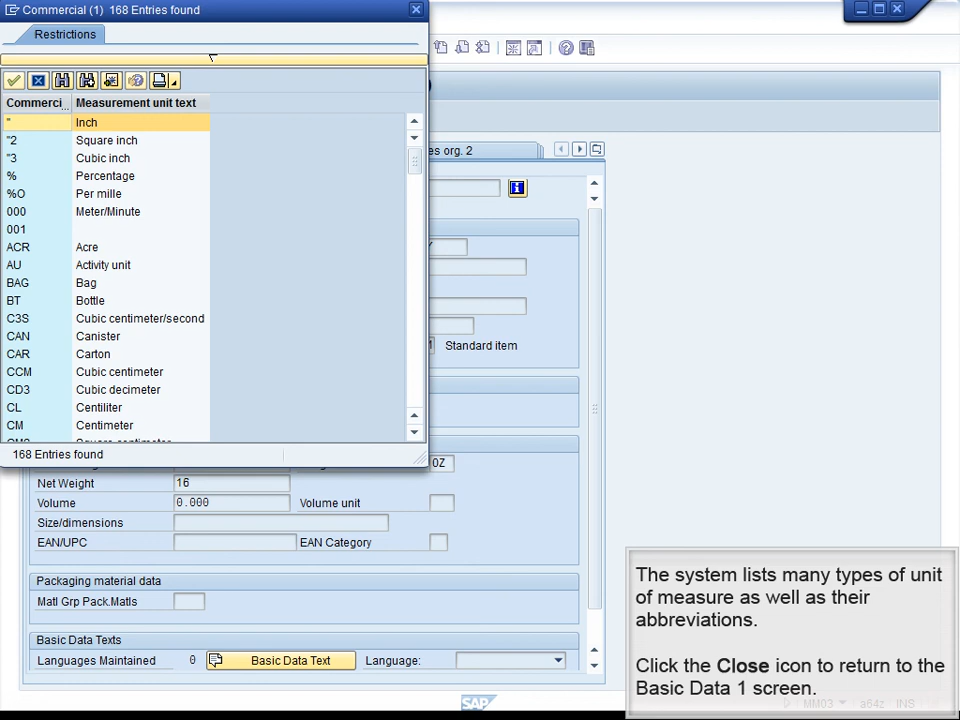 Commercial (1) 168 Entries found
Restrictions
Commerci... Measurement unit text
" Inch
"2 Square inch
"3 Cubic inch
% Percentage
%O Per mille
000 Meter/Minute
001
ACR Acre
AU Activity unit
BAG Bag
BT Bottle
C3S Cubic centimeter/second
CAN Canister
CAR Carton
CCM Cubic centimeter
CD3 Cubic decimeter
CL Centiliter
CM Centimeter
168 Entries found
es org. 2
Standard item
OZ
Net Weight 16
Volume 0.000 Volume unit
Size/dimensions
EAN/UPC EAN Category
Packaging material data
Matl Grp Pack.Matls
Basic Data Texts
Languages Maintained 0 Basic Data Text Language:
The system lists many types of unit
of measure as well as their
abbreviations.
Click the Close icon to return to the
Basic Data 1 screen.
SAP
MM03 a64z INS